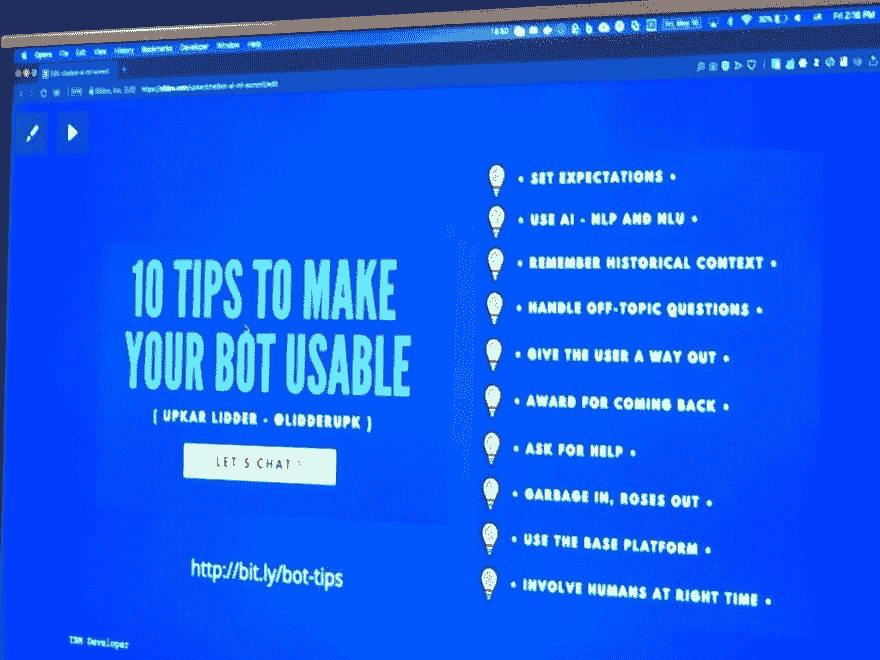 Opera File Edit View History Bookmarks Developer Window Help
Fri 2:18 PM
10 TIPS TO MAKE
YOUR BOT USABLE
( UPKAR LIDDER - @LIDDERUPK )
LET'S CHAT
http://bit.ly/bot-tips
IBM Developer
• SET EXPECTATIONS •
• USE AI - NLP AND NLU •
• REMEMBER HISTORICAL CONTEXT •
• HANDLE OFF-TOPIC QUESTIONS •
• GIVE THE USER A WAY OUT •
• AWARD FOR COMING BACK •
• ASK FOR HELP •
• GARBAGE IN, ROSES OUT •
• USE THE BASE PLATFORM •
• INVOLVE HUMANS AT RIGHT TIME •